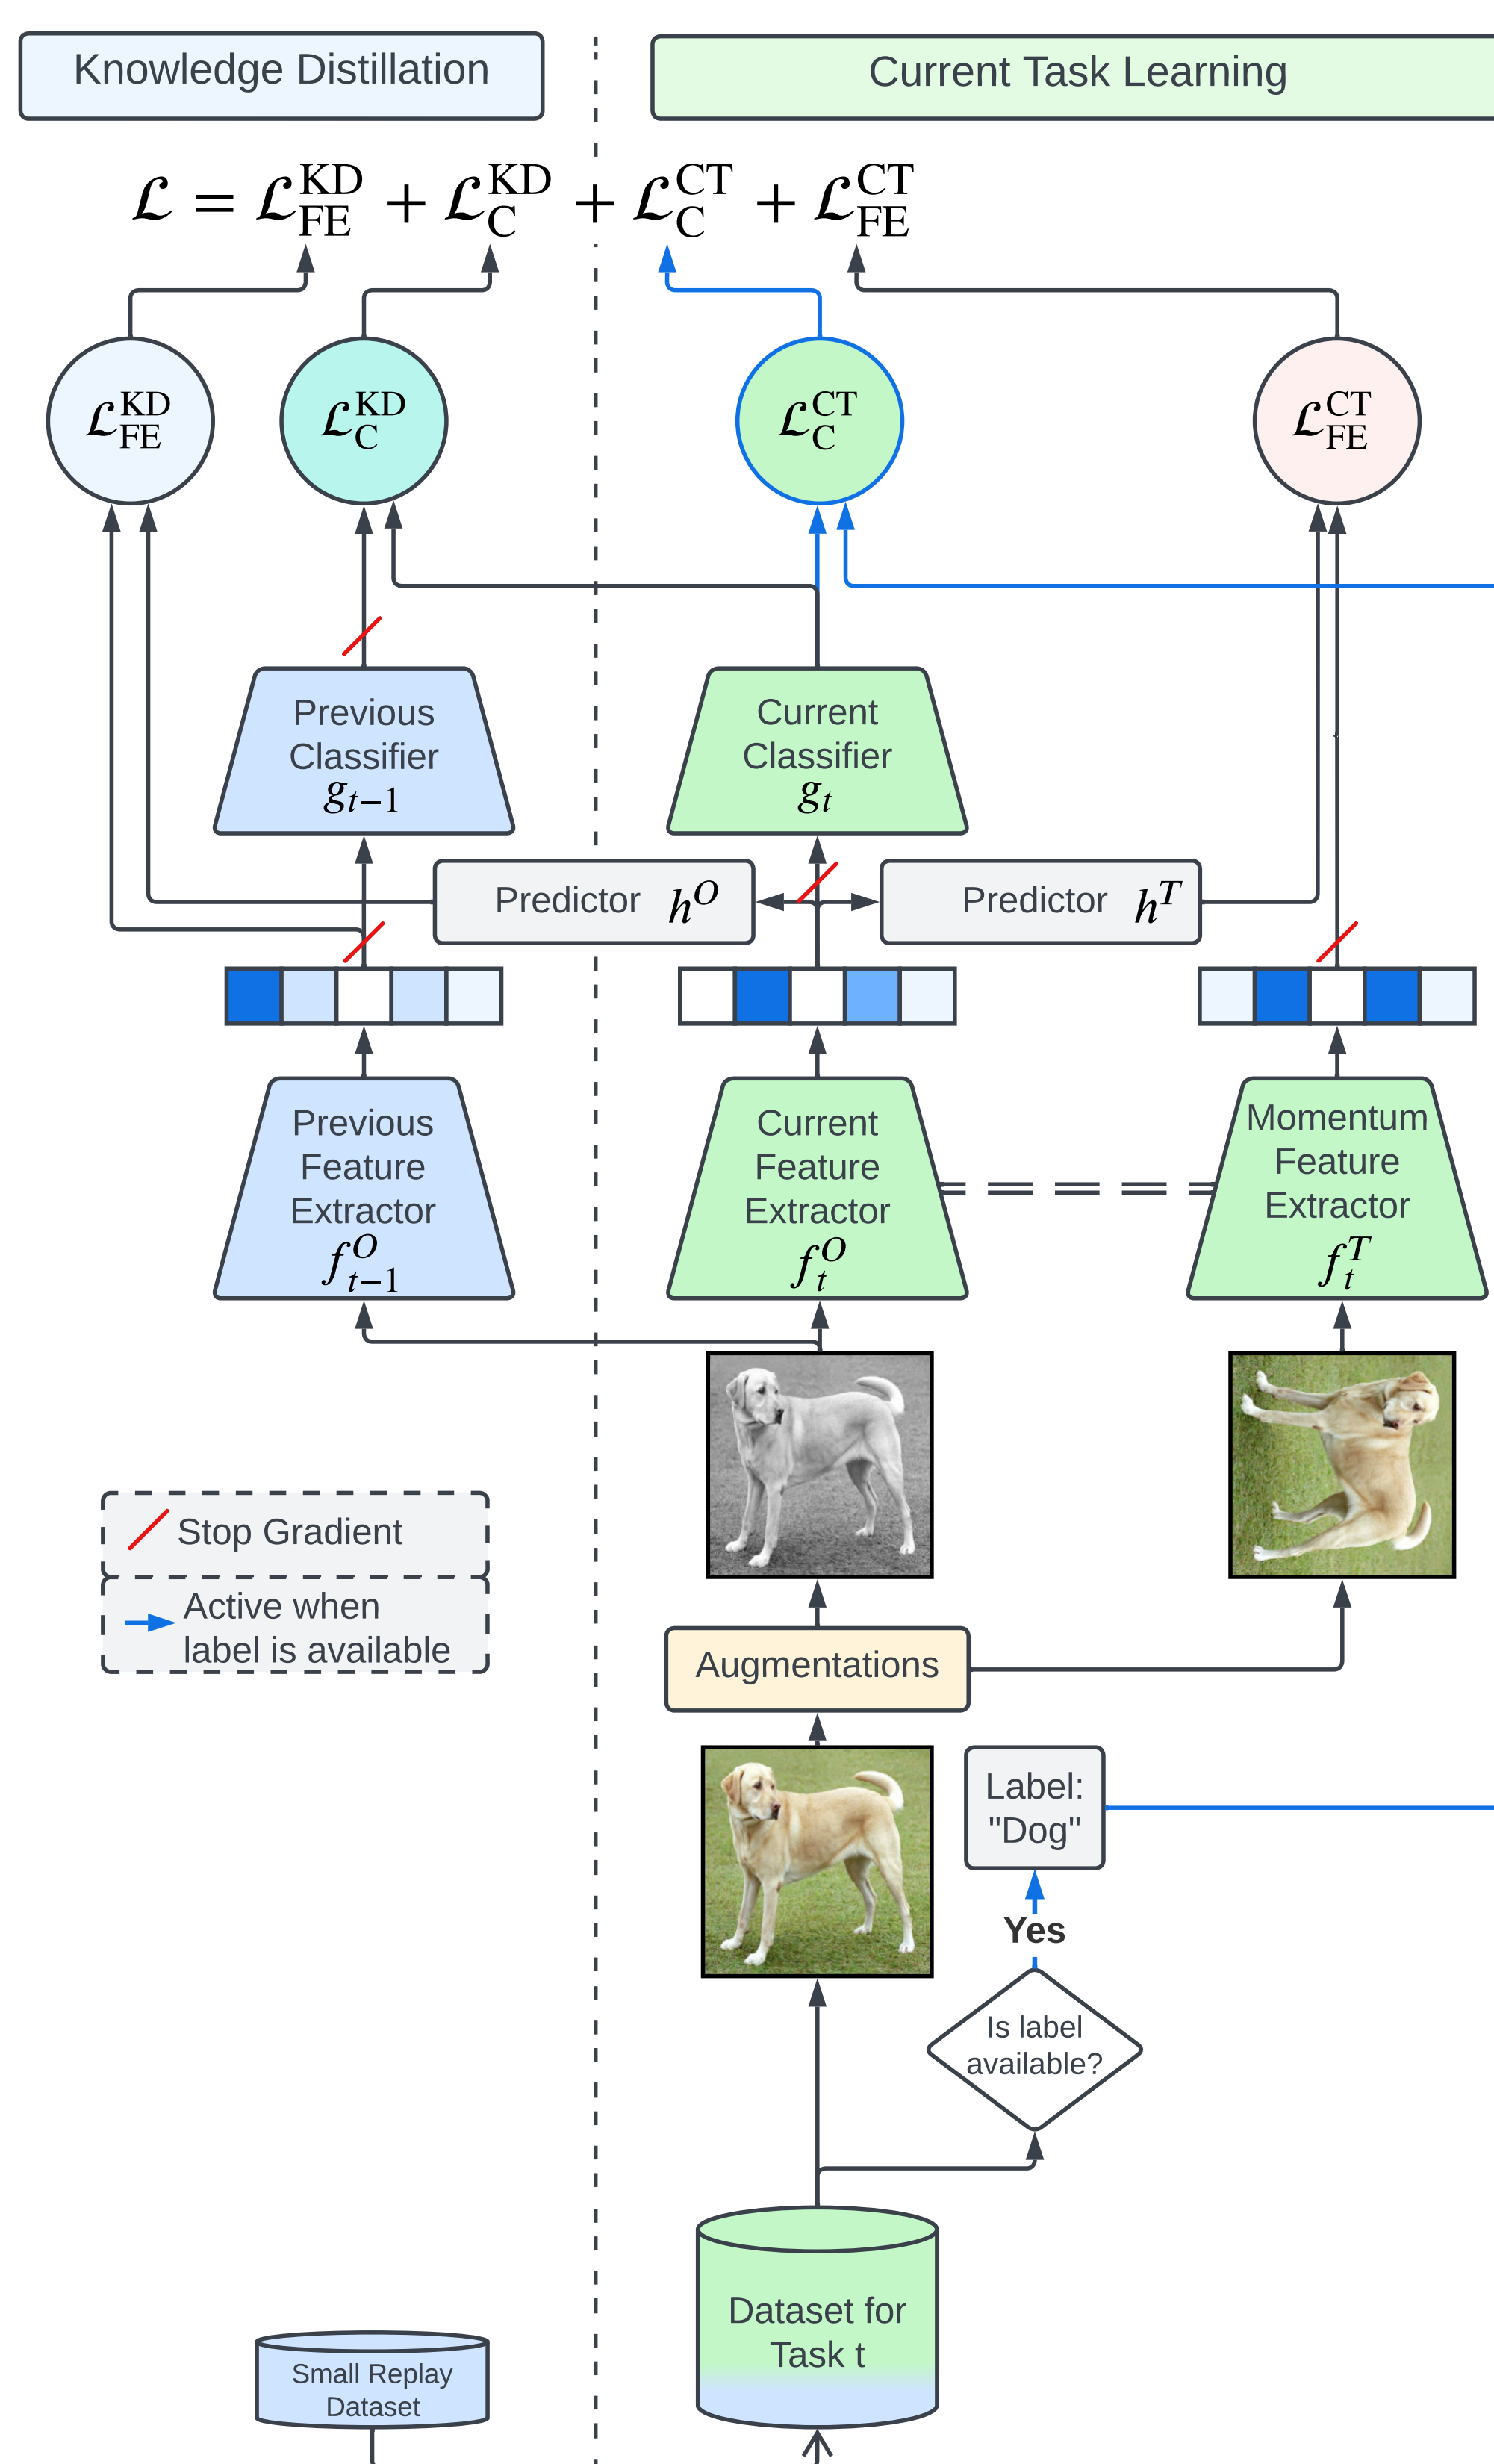 Knowledge Distillation
Current Task Learning
ℒ = ℒ_FE^KD + ℒ_C^KD + ℒ_C^CT + ℒ_FE^CT
ℒ_FE^KD
ℒ_C^KD
ℒ_C^CT
ℒ_FE^CT
Previous
Classifier
g_{t−1}
Current
Classifier
g_t
Predictor h^O
Predictor h^T
Previous
Feature
Extractor
f_{t−1}^O
Current
Feature
Extractor
f_t^O
Momentum
Feature
Extractor
f_t^T
Stop Gradient
Active when
label is available
Augmentations
Label:
"Dog"
Yes
Is label
available?
Dataset for
Task t
Small Replay
Dataset